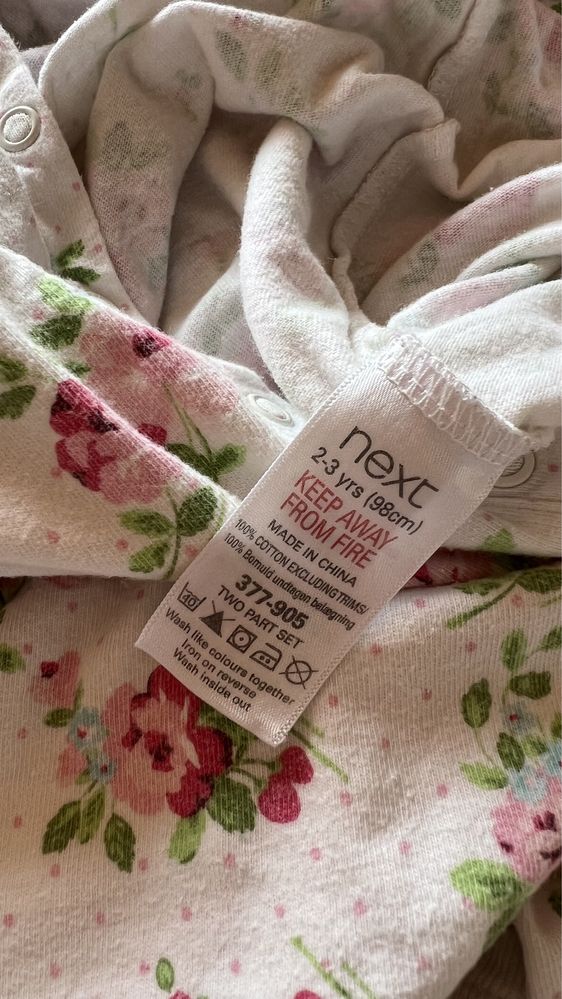 next
2-3 yrs (98cm)
KEEP AWAY
FROM FIRE
MADE IN CHINA
100% COTTON EXCLUDING TRIMS/
100% Bomuld undtagen belægning
377-905
TWO PART SET
40
Wash like colours together
Iron on reverse
Wash inside out